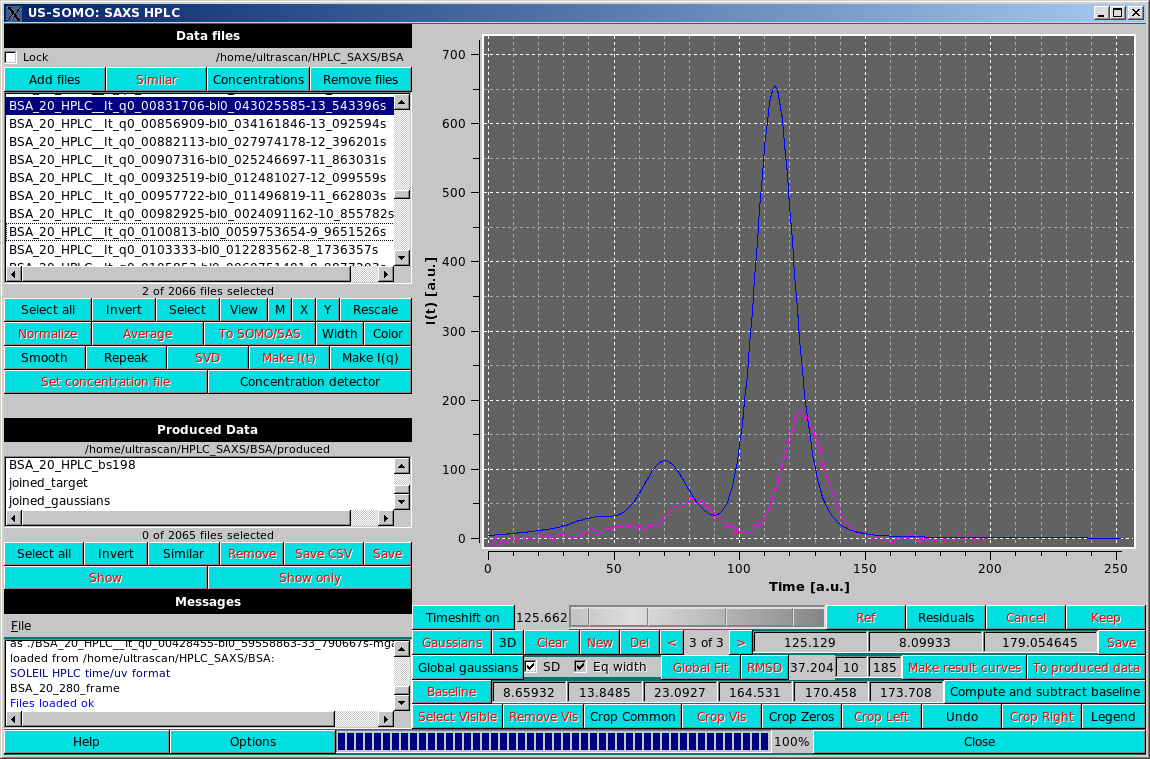 US-SOMO: SAXS HPLC
Data files
Lock /home/ultrascan/HPLC_SAXS/BSA
Add files Similar Concentrations Remove files
BSA_20_HPLC__It_q0_00831706-bl0_043025585-13_543396s
BSA_20_HPLC__It_q0_00856909-bl0_034161846-13_092594s
BSA_20_HPLC__It_q0_00882113-bl0_027974178-12_396201s
BSA_20_HPLC__It_q0_00907316-bl0_025246697-11_863031s
BSA_20_HPLC__It_q0_00932519-bl0_012481027-12_099559s
BSA_20_HPLC__It_q0_00957722-bl0_011496819-11_662803s
BSA_20_HPLC__It_q0_00982925-bl0_0024091162-10_855782s
BSA_20_HPLC__It_q0_0100813-bl0_0059753654-9_9651526s
BSA_20_HPLC__It_q0_0103333-bl0_012283562-8_1736357s
2 of 2066 files selected
Select all Invert Select View M X Y Rescale
Normalize Average To SOMO/SAS Width Color
Smooth Repeak SVD Make I(t) Make I(q)
Set concentration file Concentration detector
Produced Data
/home/ultrascan/HPLC_SAXS/BSA/produced
BSA_20_HPLC_bs198
joined_target
joined_gaussians
0 of 2065 files selected
Select all Invert Similar Remove Save CSV Save
Show Show only
Messages
File
as ./BSA_20_HPLC__It_q0_00428455-bl0_59558863-33_790667s-mga
loaded from /home/ultrascan/HPLC_SAXS/BSA:
SOLEIL HPLC time/uv format
BSA_20_280_frame
Files loaded ok
Help Options 100% Close
700
600
500
400
300
200
100
0
I(t) [a.u.]
0 50 100 150 200 250
Time [a.u.]
Timeshift on 125.662 Ref Residuals Cancel Keep
Gaussians 3D Clear New Del < 3 of 3 > 125.129 8.09933 179.054645 Save
Global gaussians SD Eq width Global Fit RMSD 37.204 10 185 Make result curves To produced data
Baseline 8.65932 13.8485 23.0927 164.531 170.458 173.708 Compute and subtract baseline
Select Visible Remove Vis Crop Common Crop Vis Crop Zeros Crop Left Undo Crop Right Legend